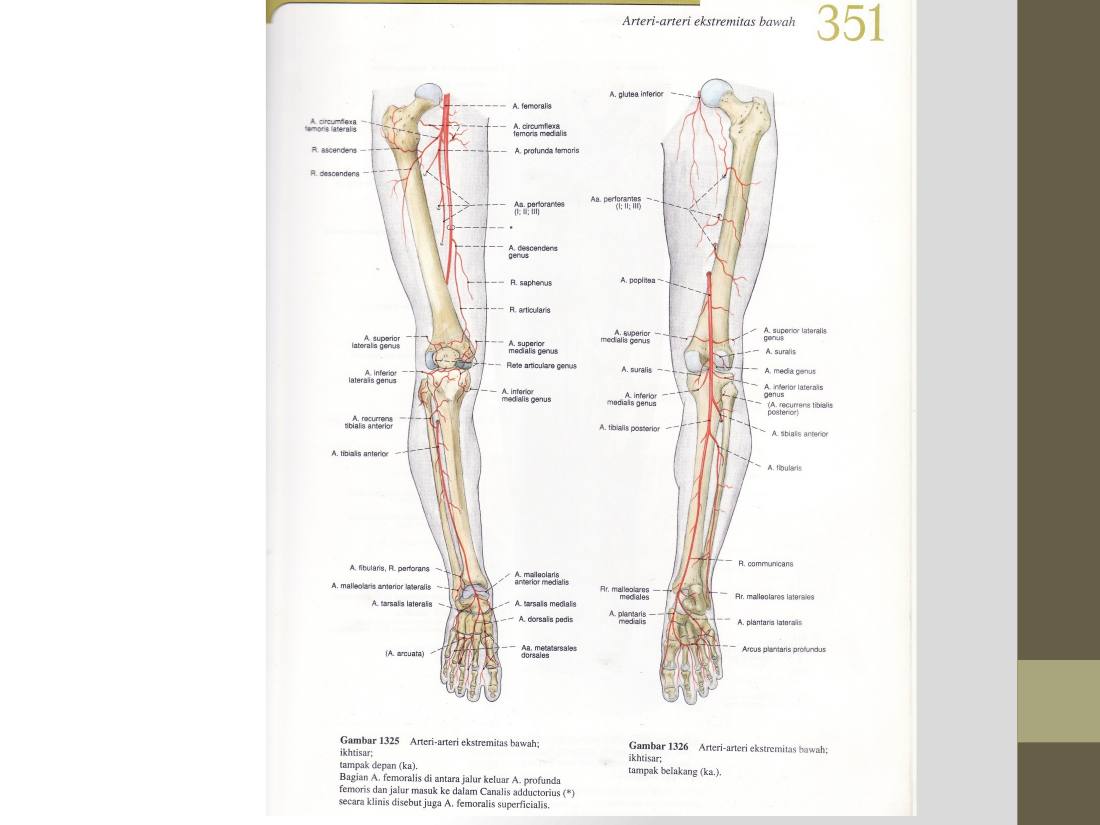 Arteri-arteri ekstremitas bawah 351
A. femoralis
A. circumflexa
femoris lateralis
A. circumflexa
femoris medialis
R. ascendens
A. profunda femoris
R. descendens
Aa. perforantes
(I; II; III)
*
A. descendens
genus
R. saphenus
R. articularis
A. superior
lateralis genus
A. superior
medialis genus
Rete articulare genus
A. inferior
lateralis genus
A. inferior
medialis genus
A. recurrens
tibialis anterior
A. tibialis anterior
A. fibularis, R. perforans
A. malleolaris
anterior medialis
A. malleolaris anterior lateralis
A. tarsalis lateralis
A. tarsalis medialis
A. dorsalis pedis
(A. arcuata)
Aa. metatarsales
dorsales
A. glutea inferior
Aa. perforantes
(I; II; III)
A. poplitea
A. superior
medialis genus
A. superior lateralis
genus
A. suralis
A. suralis
A. media genus
A. inferior lateralis
genus
A. inferior
medialis genus
(A. recurrens tibialis
posterior)
A. tibialis posterior
A. tibialis anterior
A. fibularis
R. communicans
Rr. malleolares
mediales
Rr. malleolares laterales
A. plantaris
medialis
A. plantaris lateralis
Arcus plantaris profundus
Gambar 1325 Arteri-arteri ekstremitas bawah;
ikhtisar;
tampak depan (ka).
Bagian A. femoralis di antara jalur keluar A. profunda
femoris dan jalur masuk ke dalam Canalis adductorius (*)
secara klinis disebut juga A. femoralis superficialis.
Gambar 1326 Arteri-arteri ekstremitas bawah;
ikhtisar;
tampak belakang (ka.).